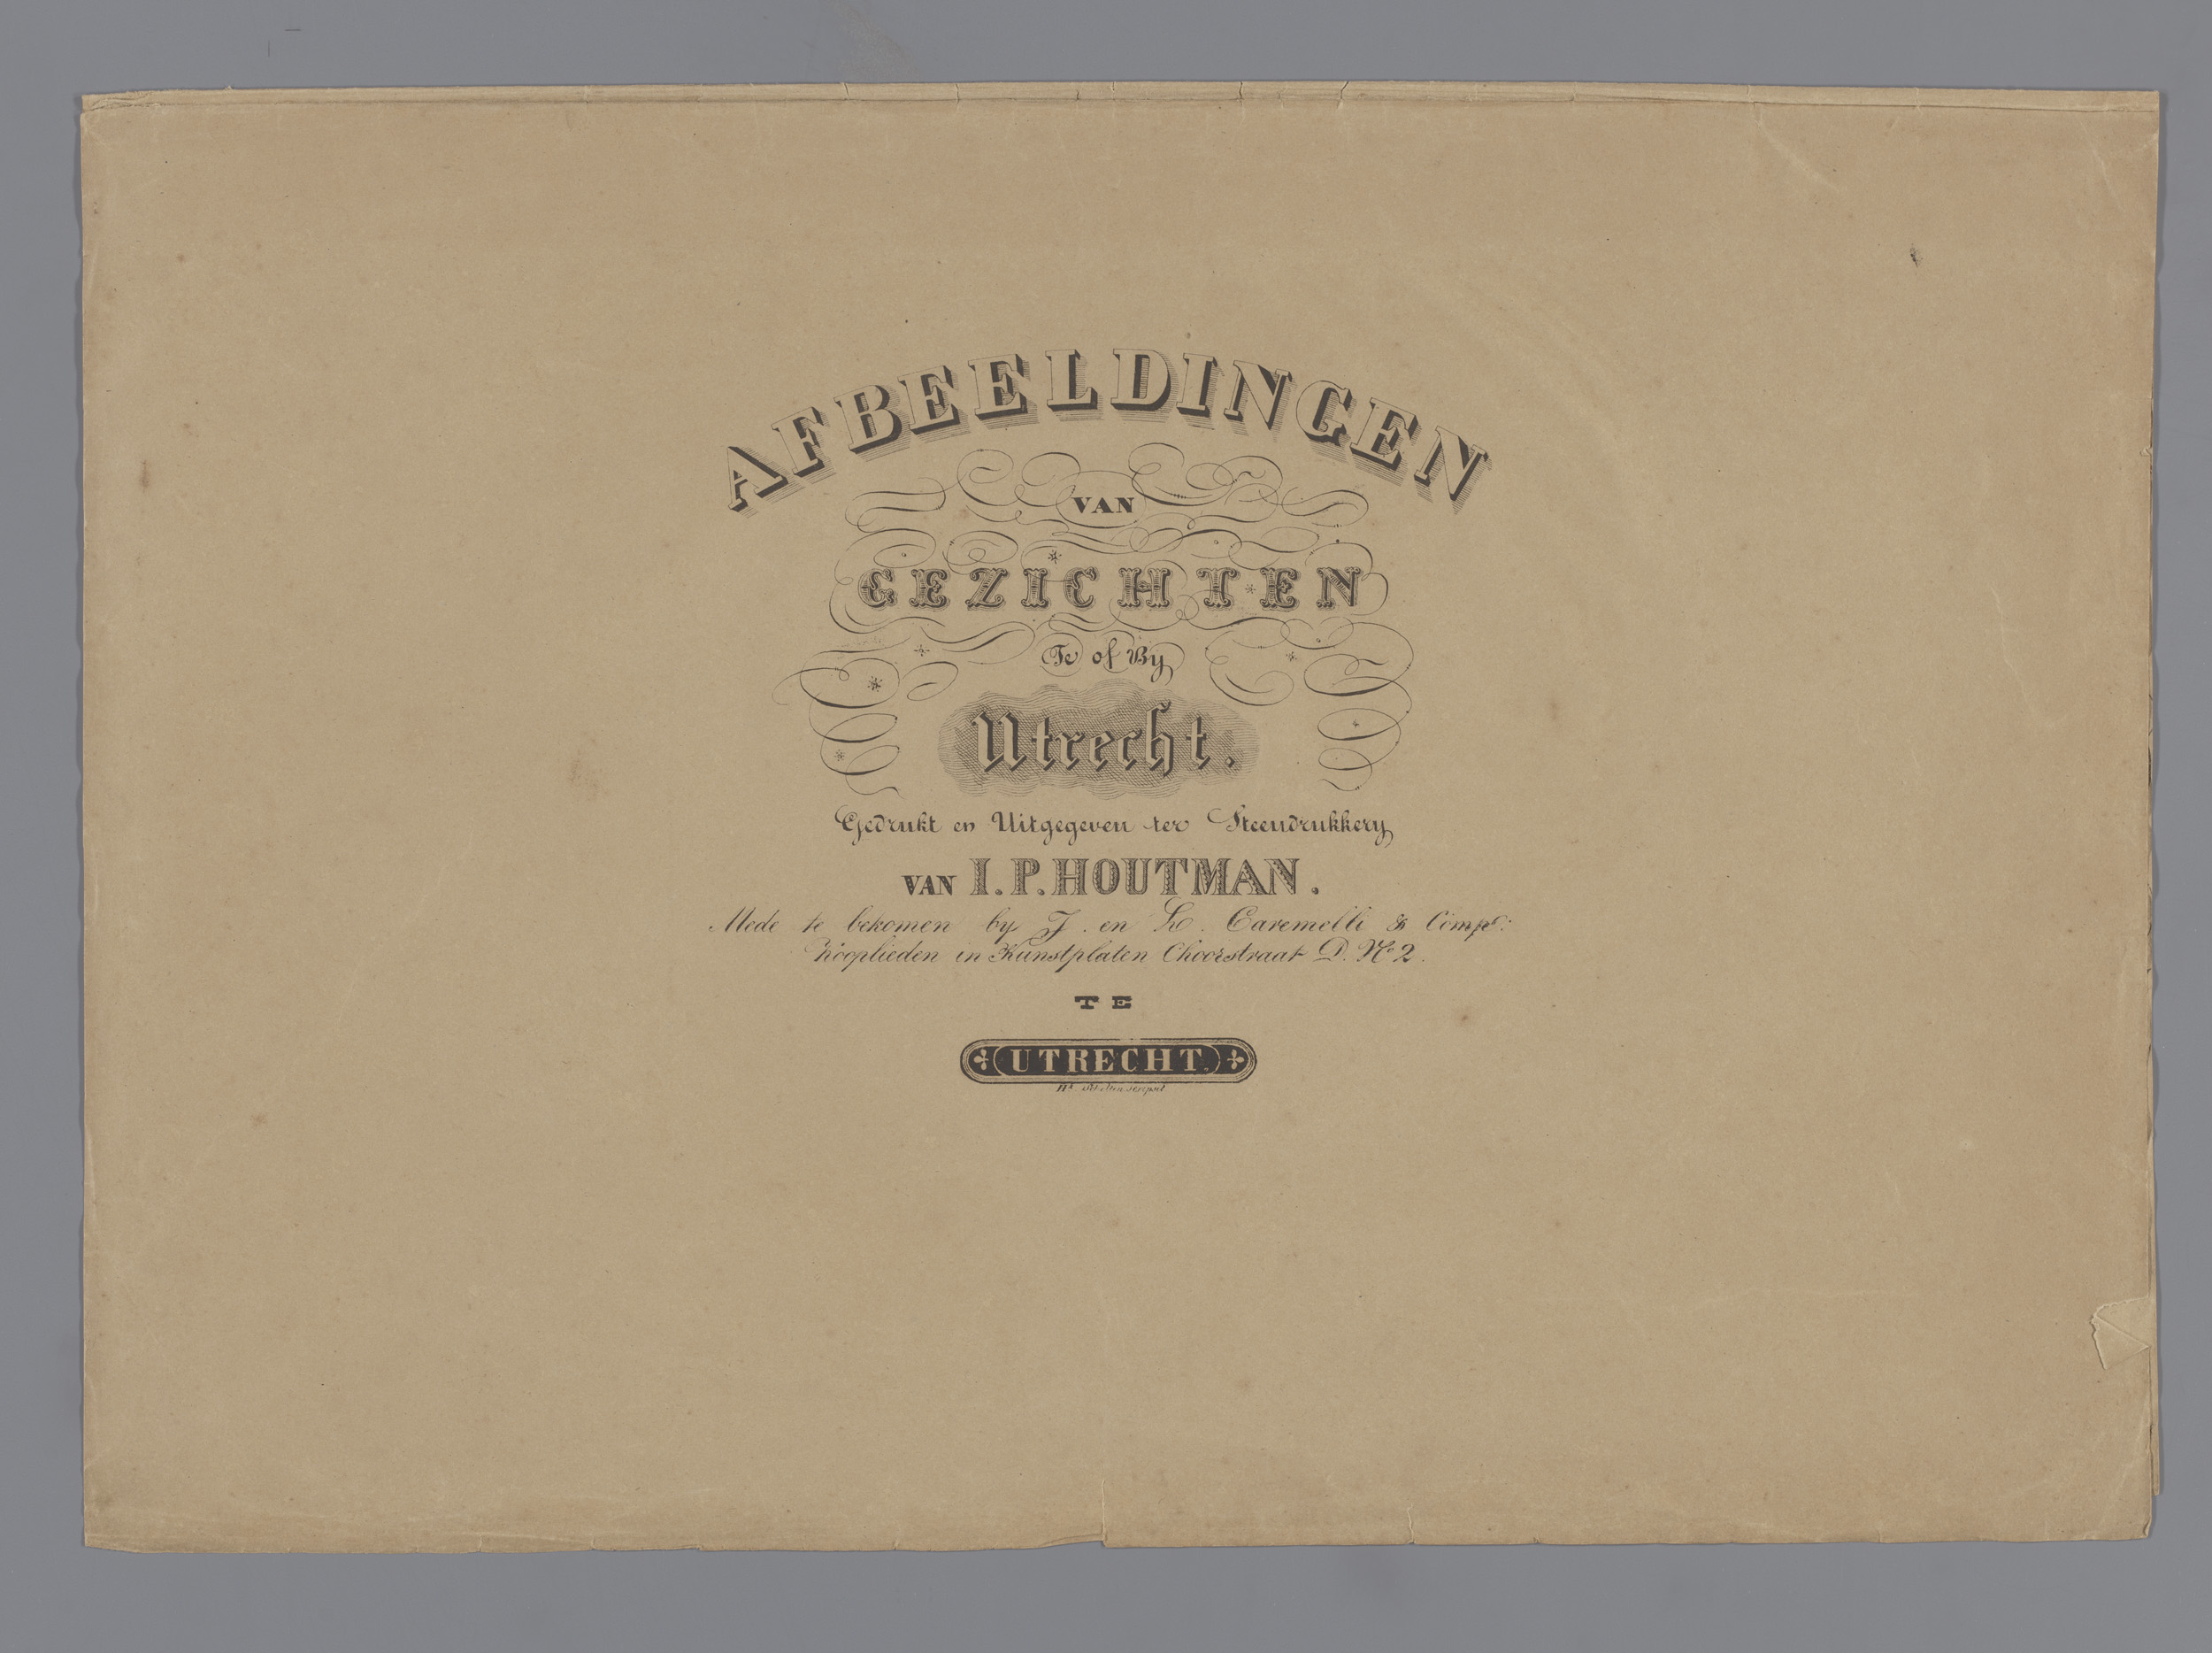 AFBEELDINGEN
VAN
GEZICHTEN
Te of By
Utrecht.
Gedrukt en Uitgegeven ter Steendrukkery
VAN I. P. HOUTMAN.
Mede te bekomen by J. en L. Caremelli & Compe:
Kooplieden in Kunstplaten Choorstraat D. No 2.
TE
UTRECHT.